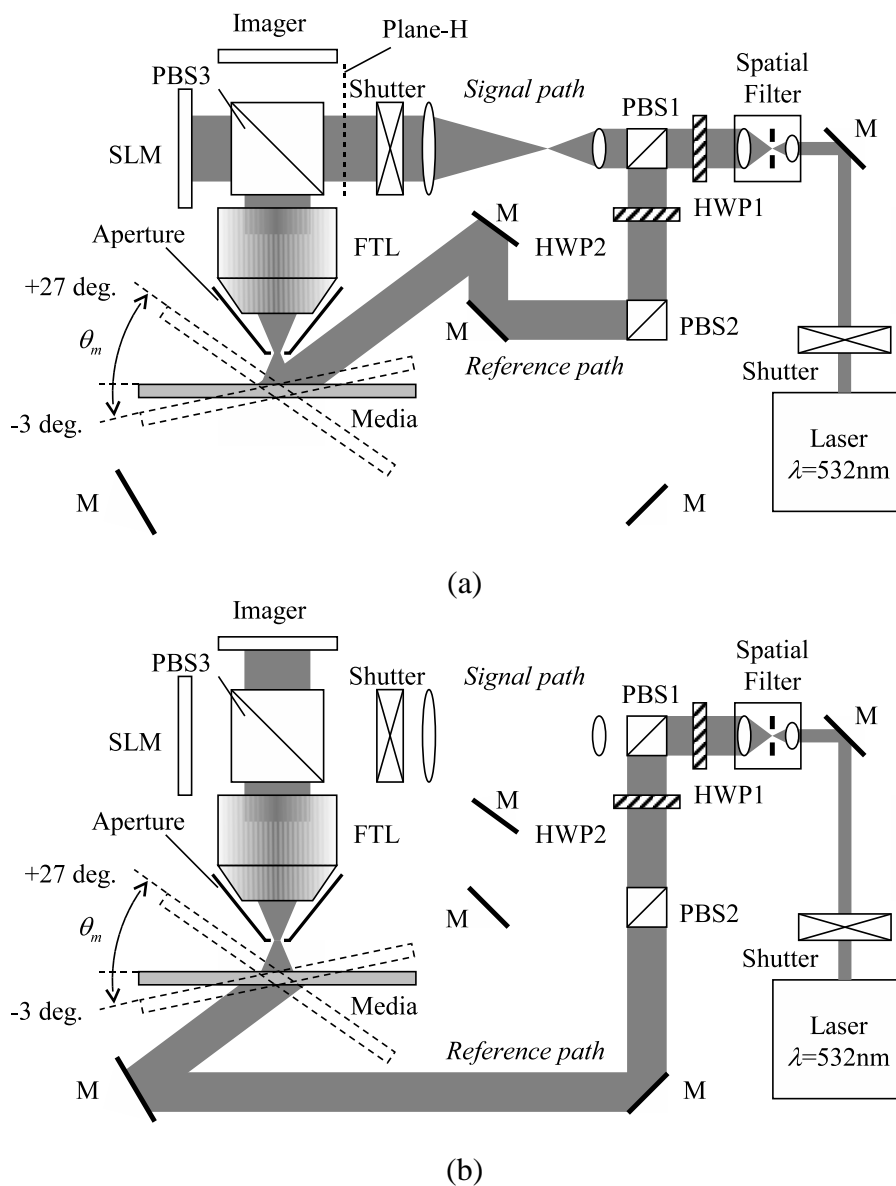 Imager
Plane-H
PBS3
Shutter
Signal path
PBS1
Spatial
Filter
M
SLM
HWP1
Aperture
FTL
M
HWP2
+27 deg.
θm
M
PBS2
Reference path
Shutter
-3 deg.
Media
Laser
λ=532nm
M
M
(a)
Imager
PBS3
Shutter
Signal path
PBS1
Spatial
Filter
M
SLM
HWP1
Aperture
FTL
M
HWP2
+27 deg.
θm
M
PBS2
Shutter
-3 deg.
Media
Reference path
Laser
λ=532nm
M
M
(b)